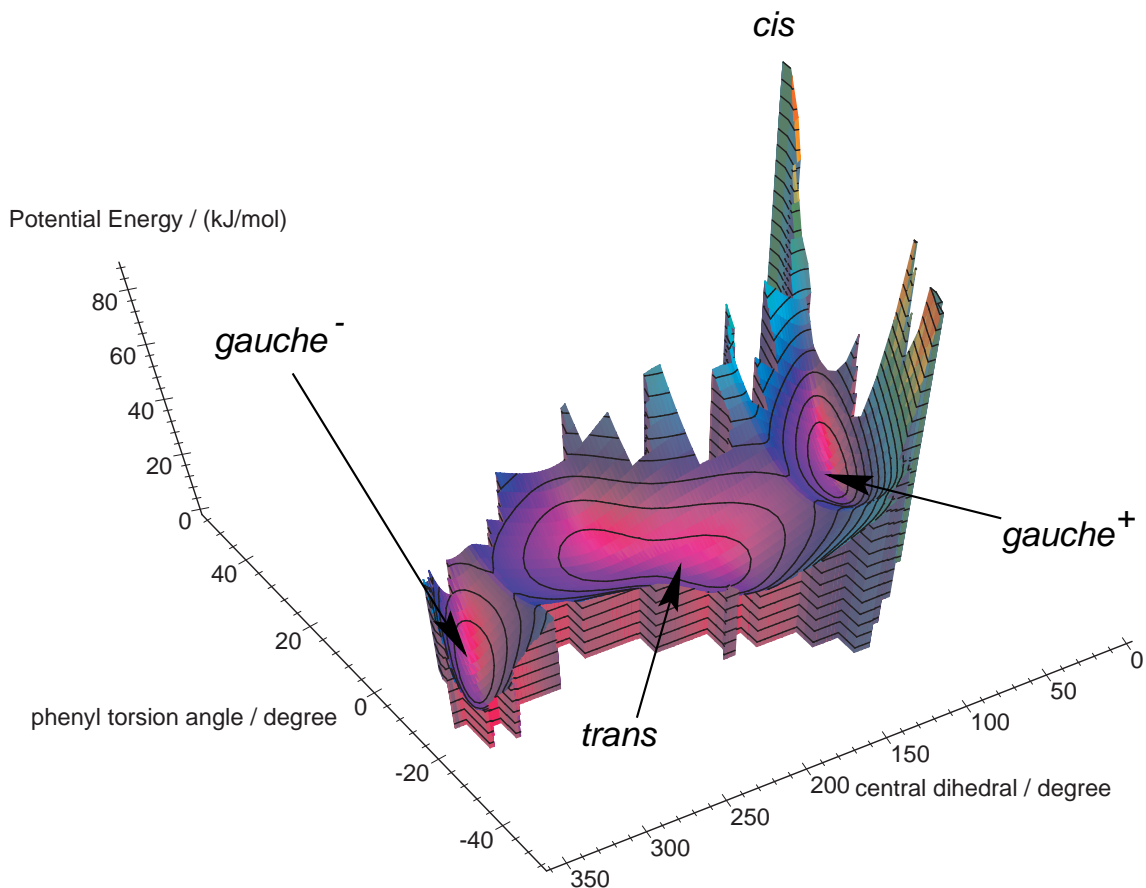 cis
Potential Energy / (kJ/mol)
80
60
40
20
0
gauche⁻
40
20
0
-20
-40
phenyl torsion angle / degree
gauche⁺
trans
0
50
100
150
200
250
300
350
central dihedral / degree